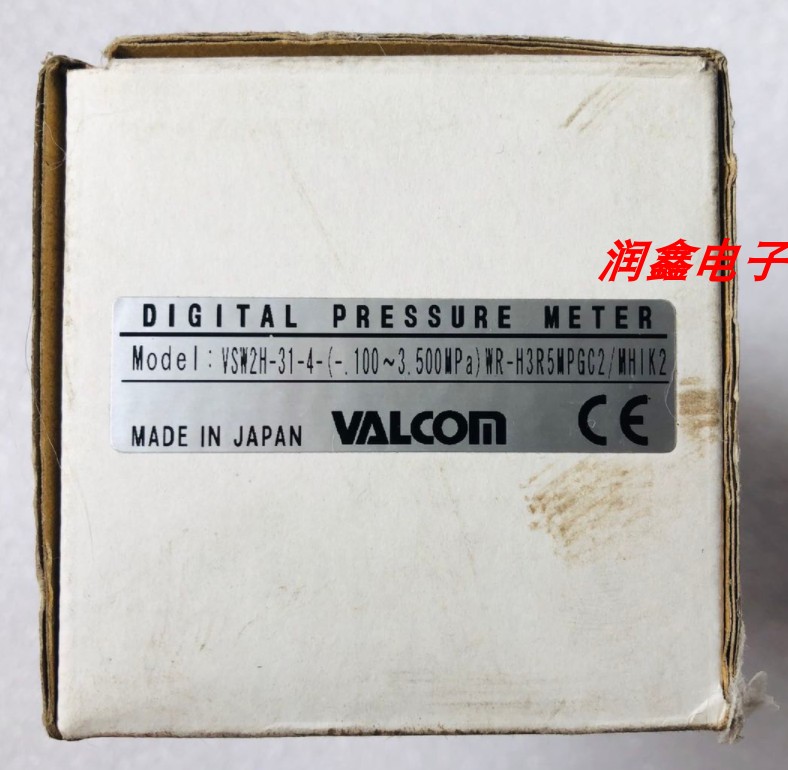 润鑫电子
DIGITAL PRESSURE METER
Model: VSW2H-31-4-(-.100~3.500MPa)WR-H3R5MPGC2/MHIK2
MADE IN JAPAN VALCOM CE